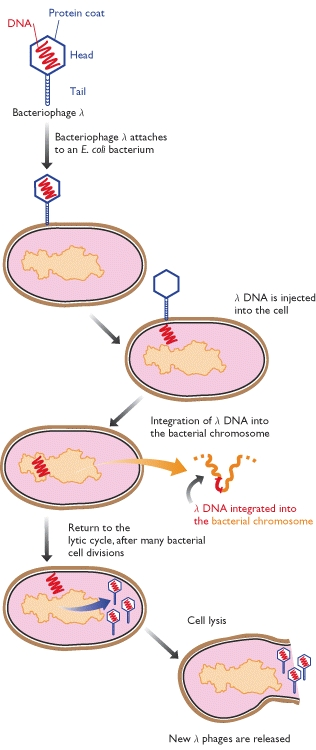 Protein coat
DNA
Head
Tail
Bacteriophage λ
Bacteriophage λ attaches
to an E. coli bacterium
λ DNA is injected
into the cell
Integration of λ DNA into
the bacterial chromosome
λ DNA integrated into
the bacterial chromosome
Return to the
lytic cycle, after many bacterial
cell divisions
Cell lysis
New λ phages are released